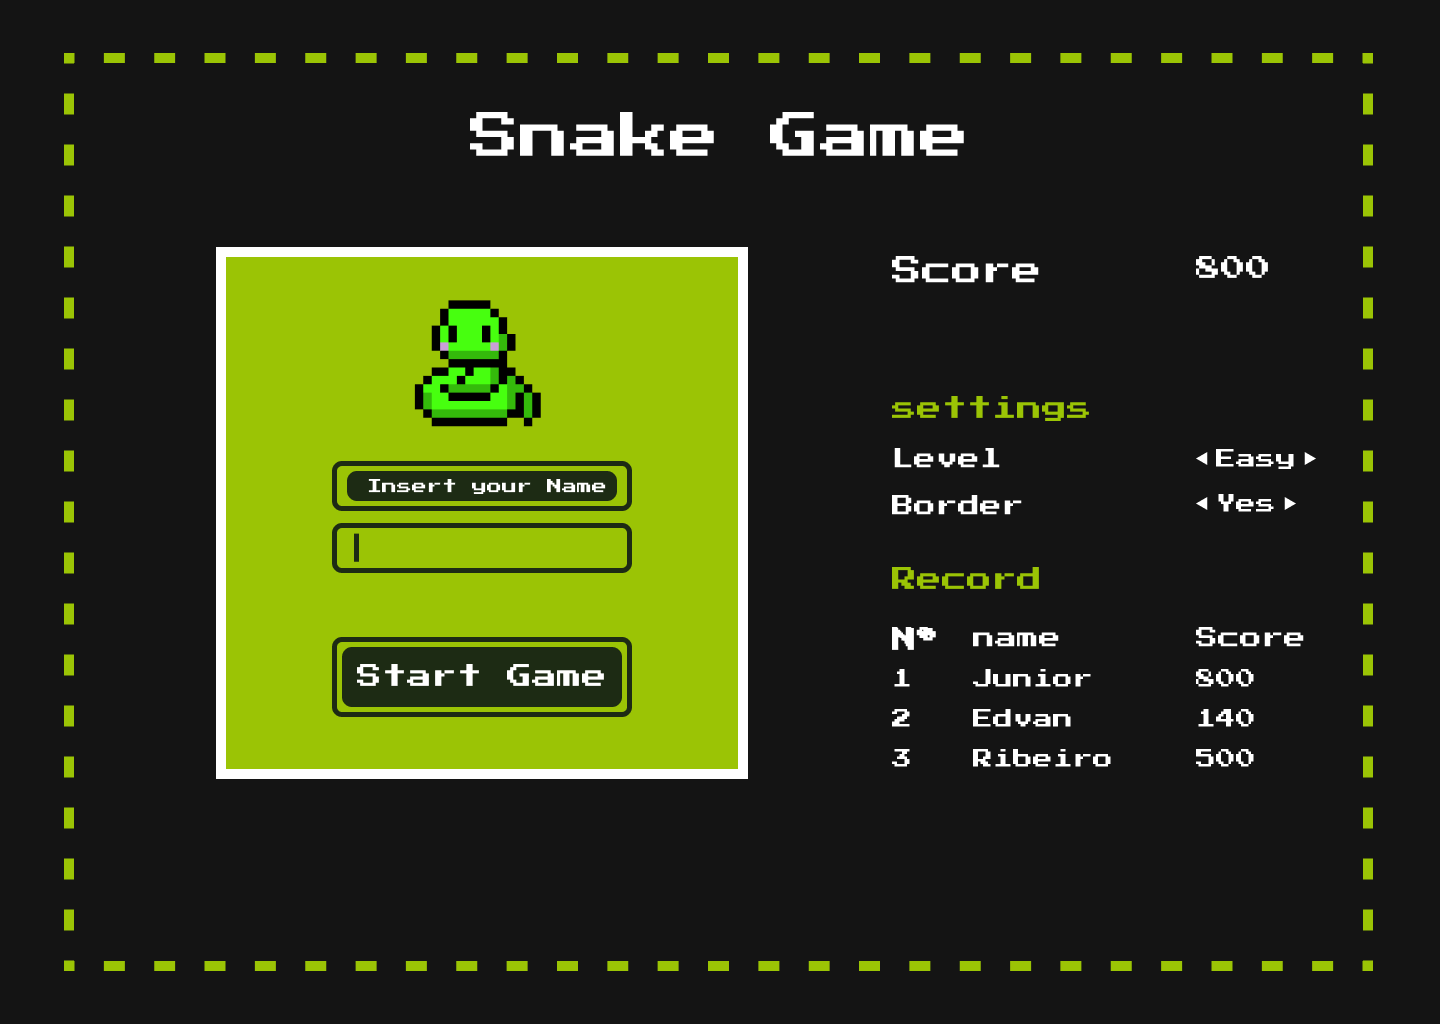 Snake Game
Insert your Name
Start Game
Score 800
settings
Level Easy
Border Yes
Record
Nº name Score
1 Junior 800
2 Edvan 140
3 Ribeiro 500